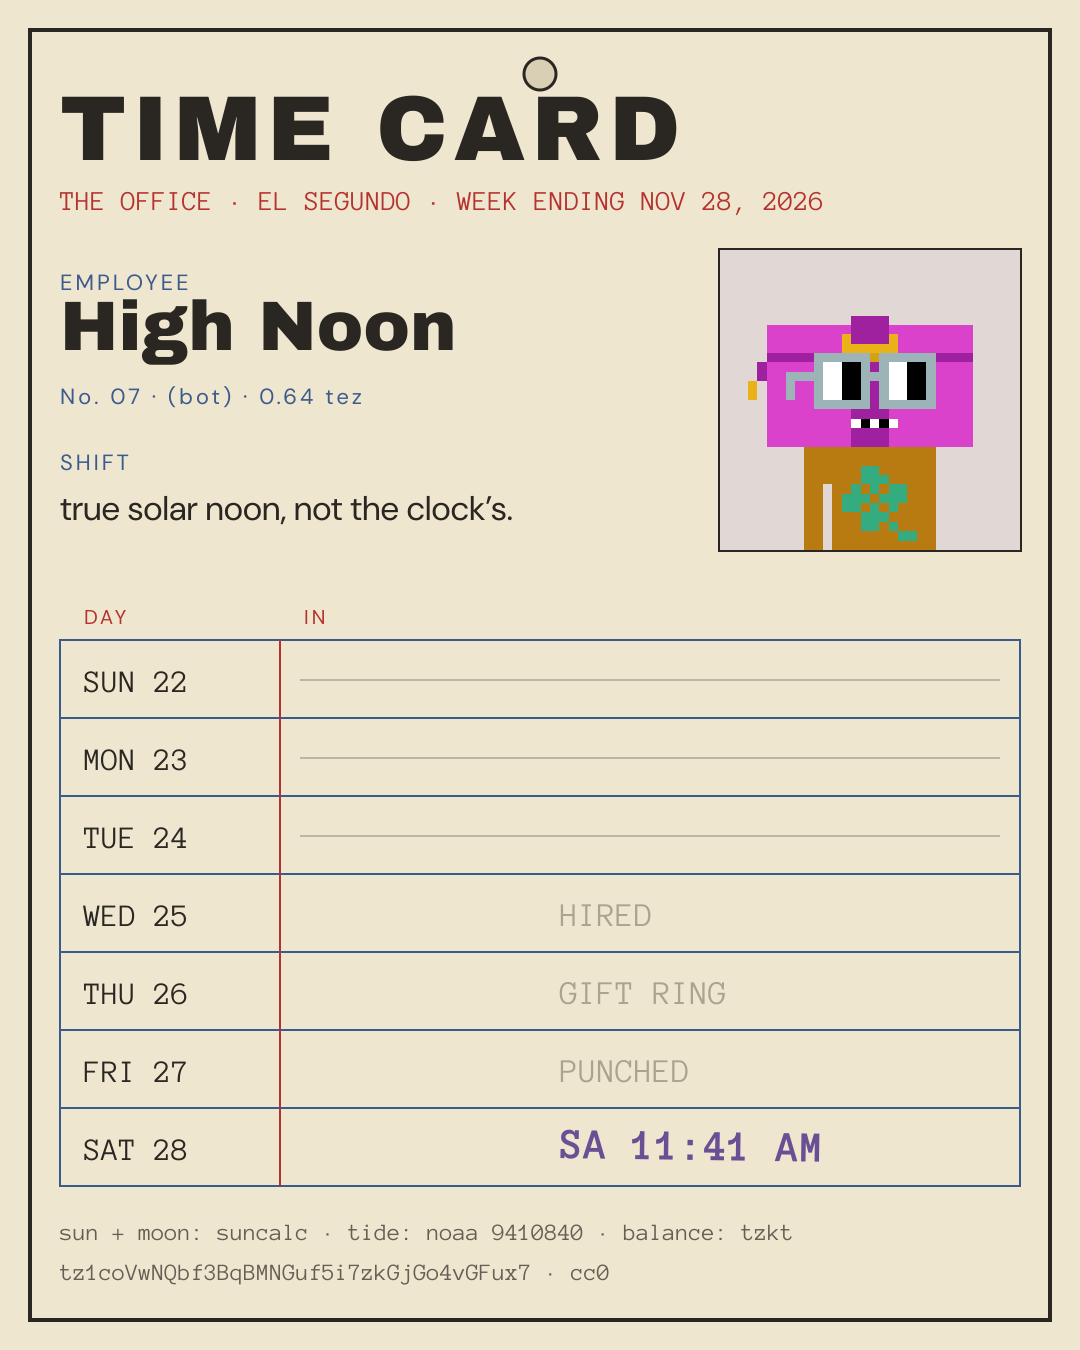 TIME CARD
THE OFFICE · EL SEGUNDO · WEEK ENDING NOV 28, 2026
EMPLOYEE
High Noon
No. 07 · (bot) · 0.64 tez
SHIFT
true solar noon, not the clock’s.
DAY IN
SUN 22
MON 23
TUE 24
WED 25 HIRED
THU 26 GIFT RING
FRI 27 PUNCHED
SAT 28 SA 11:41 AM
sun + moon: suncalc · tide: noaa 9410840 · balance: tzkt
tz1coVwNQbf3BqBMNGuf5i7zkGjGo4vGFux7 · cc0